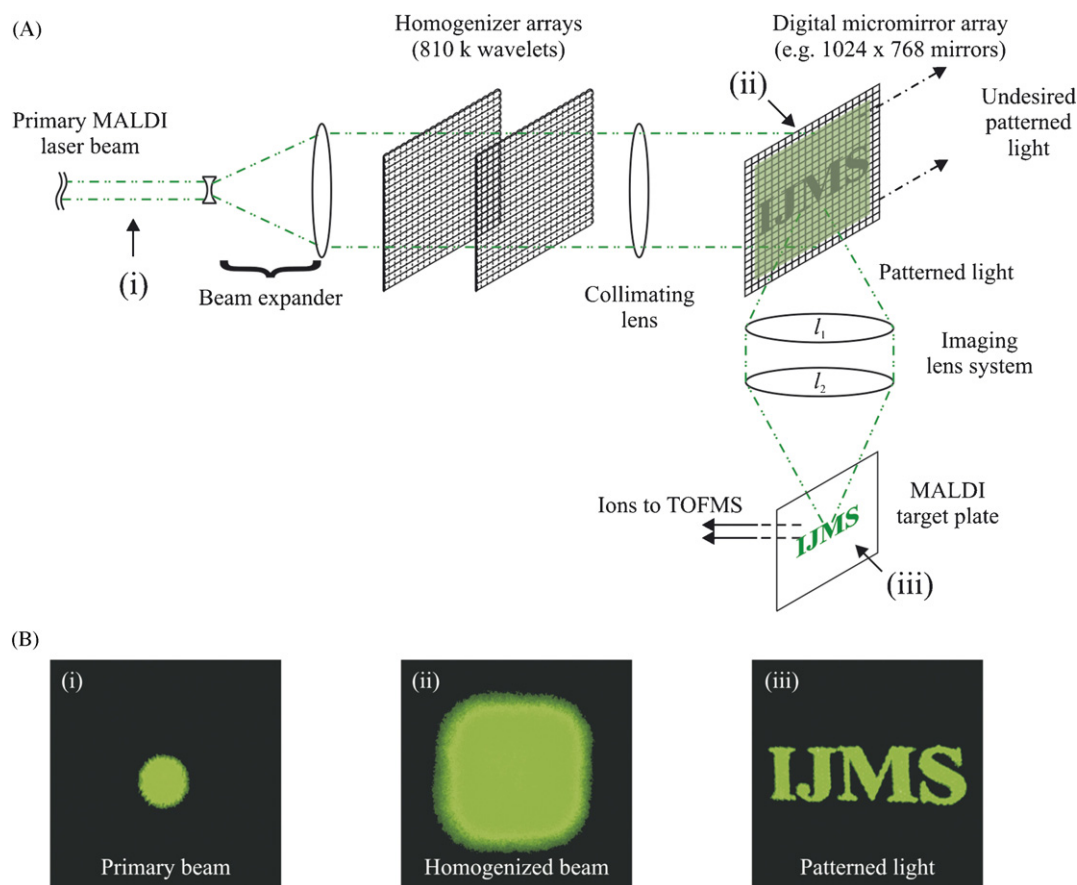 (A)
Homogenizer arrays
(810 k wavelets)
Digital micromirror array
(e.g. 1024 x 768 mirrors)
(ii)
Undesired
patterned
light
Primary MALDI
laser beam
IJMS
(i)
Beam expander
Collimating
lens
Patterned light
l1
Imaging
lens system
l2
Ions to TOFMS
MALDI
target plate
IJMS
(iii)
(B)
(i)
Primary beam
(ii)
Homogenized beam
(iii)
IJMS
Patterned light